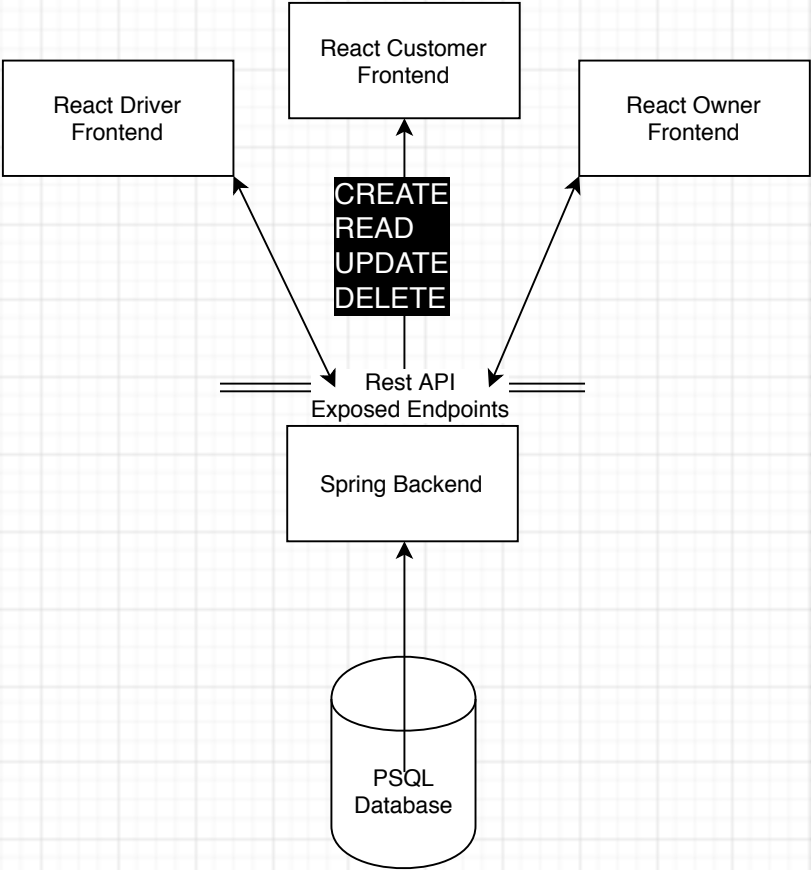 React Customer
Frontend
React Driver
Frontend
React Owner
Frontend
CREATE
READ
UPDATE
DELETE
Rest API
Exposed Endpoints
Spring Backend
PSQL
Database